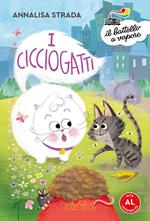 ANNALISA STRADA
il battello
a vapore
I
CICCIOGATTI
AL